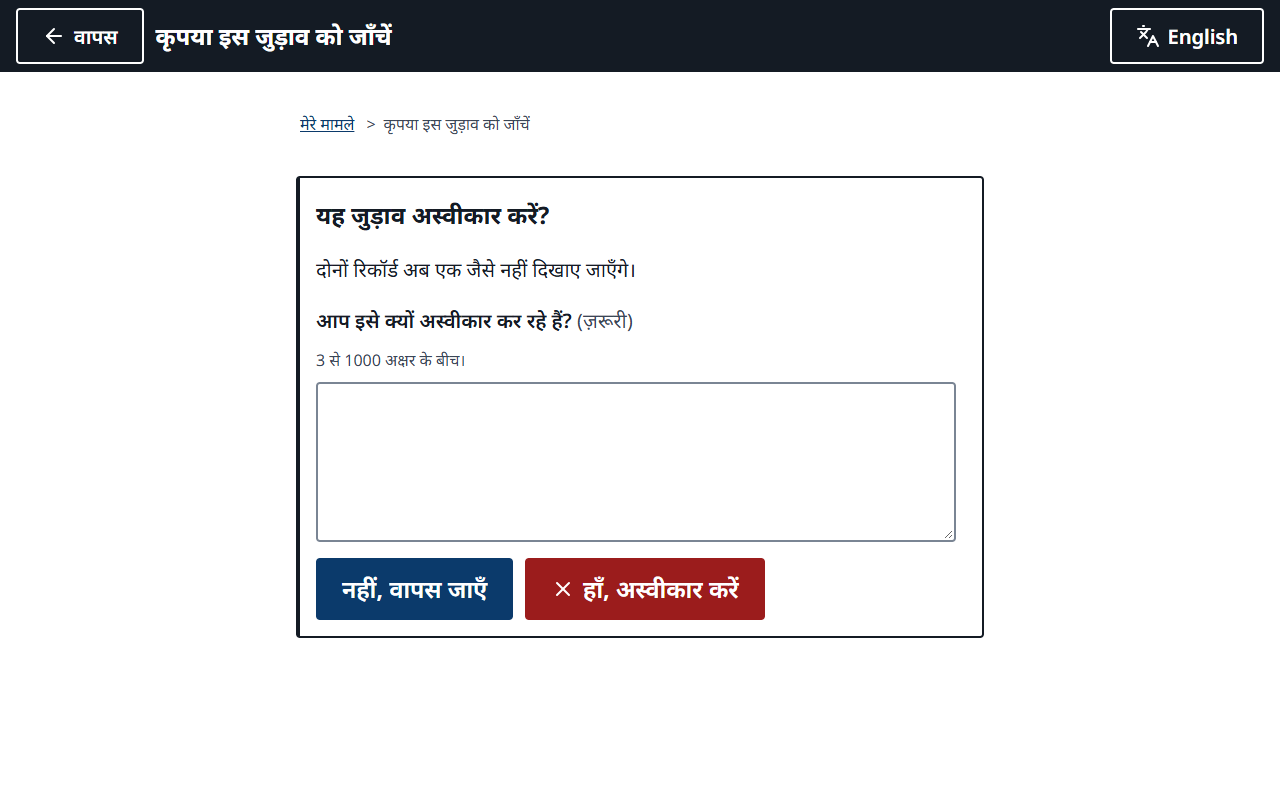 वापस
कृपया इस जुड़ाव को जाँचें
English
मेरे मामले > कृपया इस जुड़ाव को जाँचें
यह जुड़ाव अस्वीकार करें?
दोनों रिकॉर्ड अब एक जैसे नहीं दिखाए जाएँगे।
आप इसे क्यों अस्वीकार कर रहे हैं? (ज़रूरी)
3 से 1000 अक्षर के बीच।
नहीं, वापस जाएँ
हाँ, अस्वीकार करें